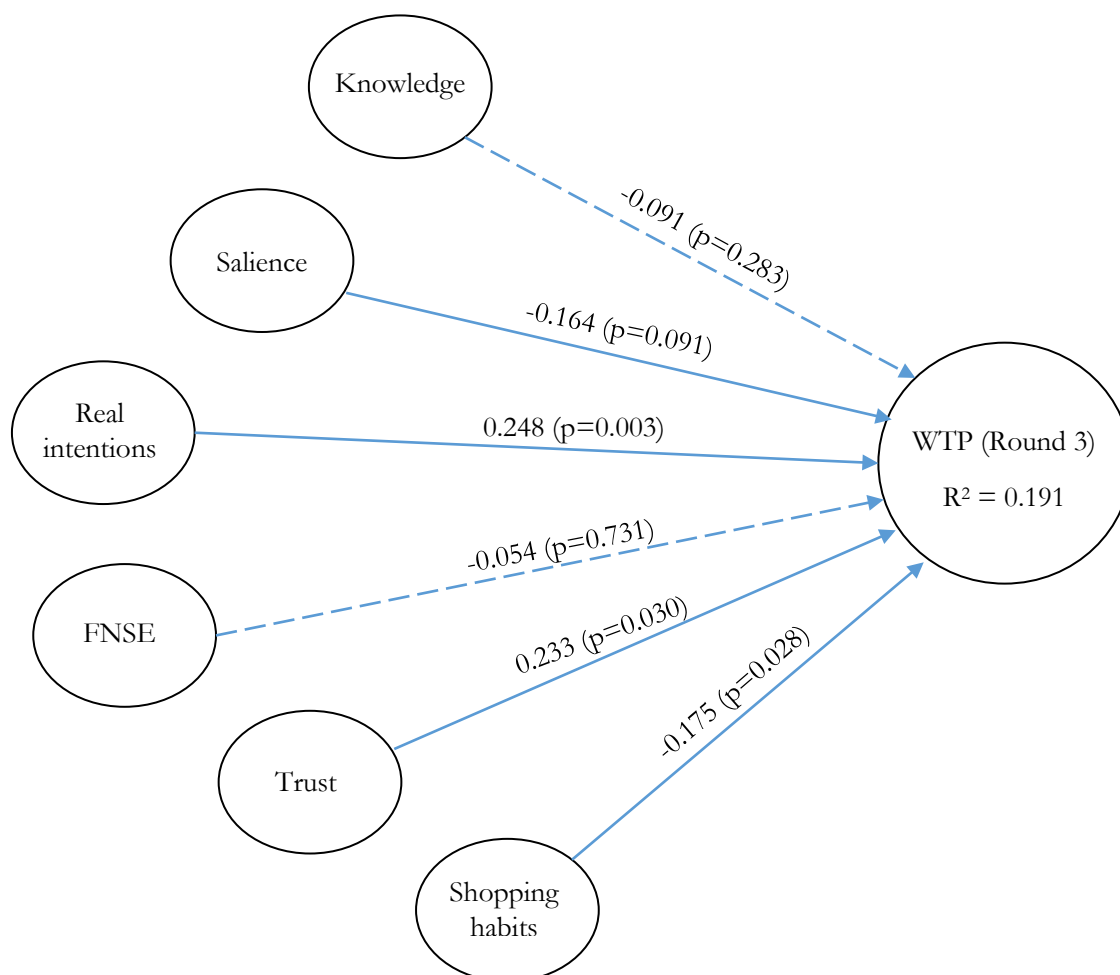 Knowledge
-0.091 (p=0.283)
Salience
-0.164 (p=0.091)
Real
intentions
0.248 (p=0.003)
WTP (Round 3)
R² = 0.191
FNSE
-0.054 (p=0.731)
Trust
0.233 (p=0.030)
Shopping
habits
-0.175 (p=0.028)